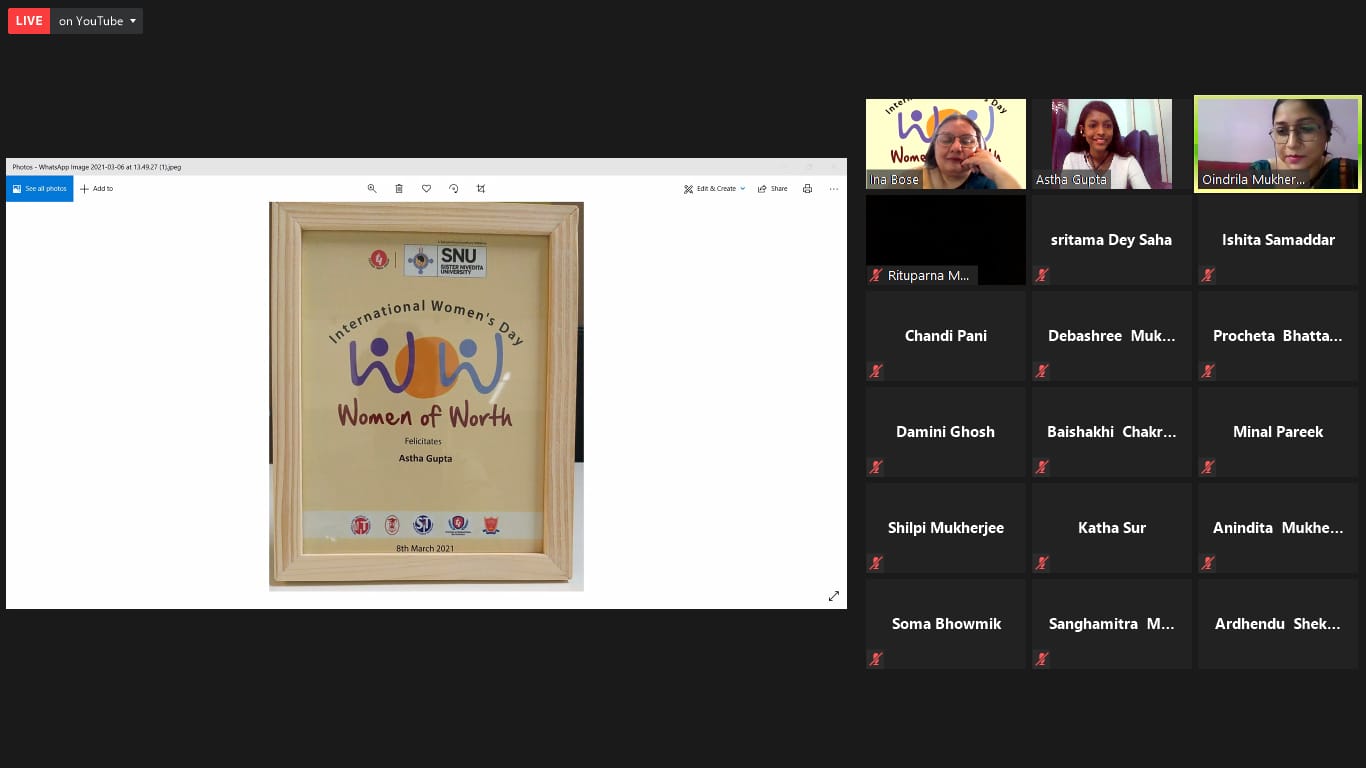 LIVE on YouTube
Photos - WhatsApp Image 2021-03-06 at 13.49.27 (1).jpeg
See all photos
Add to
Edit & Create
Share
SNU
SISTER NIVEDITA
UNIVERSITY
International Women's Day
Women of Worth
Felicitates
Astha Gupta
8th March 2021
International Women's Day
Ina Bose
Astha Gupta
Oindrila Mukher...
Rituparna M...
sritama Dey Saha
Ishita Samaddar
Chandi Pani
Debashree Muk...
Procheta Bhatta...
Damini Ghosh
Baishakhi Chakr...
Minal Pareek
Shilpi Mukherjee
Katha Sur
Anindita Mukhe...
Soma Bhowmik
Sanghamitra M...
Ardhendu Shek...